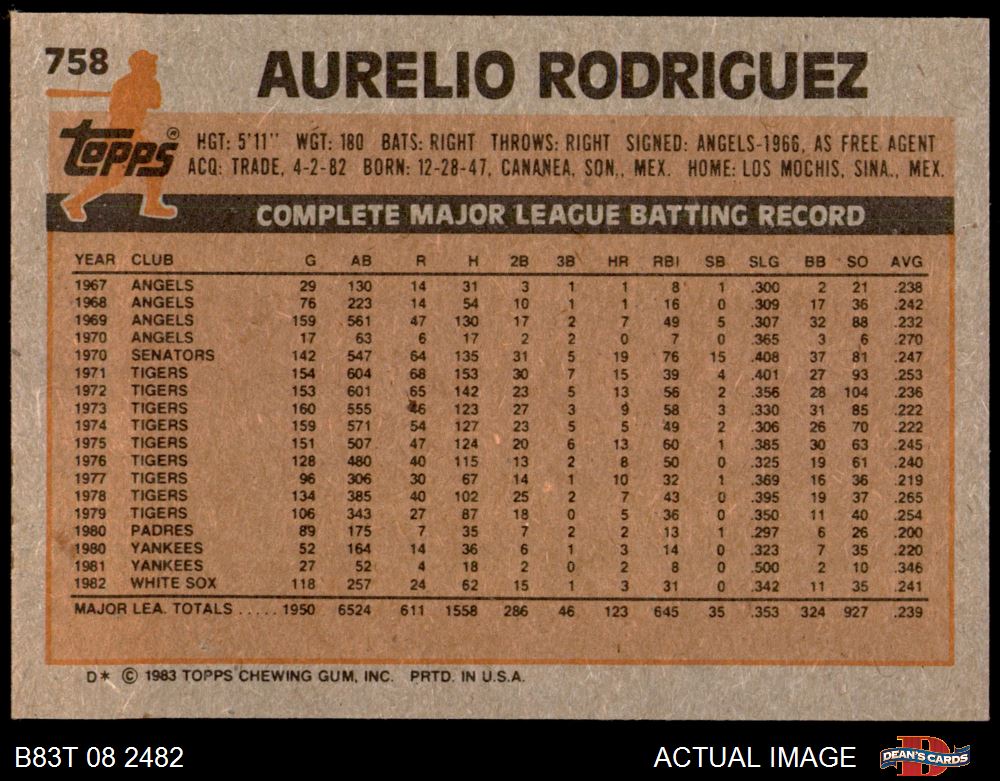 758
AURELIO RODRIGUEZ
Topps®
HGT: 5'11" WGT: 180 BATS: RIGHT THROWS: RIGHT SIGNED: ANGELS-1966, AS FREE AGENT
ACQ: TRADE, 4-2-82 BORN: 12-28-47, CANANEA, SON., MEX. HOME: LOS MOCHIS, SINA., MEX.
COMPLETE MAJOR LEAGUE BATTING RECORD
YEAR CLUB G AB R H 2B 3B HR RBI SB SLG BB SO AVG
1967 ANGELS 29 130 14 31 3 1 1 8 1 .300 2 21 .238
1968 ANGELS 76 223 14 54 10 1 1 16 0 .309 17 36 .242
1969 ANGELS 159 561 47 130 17 2 7 49 5 .307 32 88 .232
1970 ANGELS 17 63 6 17 2 2 0 7 0 .365 3 6 .270
1970 SENATORS 142 547 64 135 31 5 19 76 15 .408 37 81 .247
1971 TIGERS 154 604 68 153 30 7 15 39 4 .401 27 93 .253
1972 TIGERS 153 601 65 142 23 5 13 56 2 .356 28 104 .236
1973 TIGERS 160 555 46 123 27 3 9 58 3 .330 31 85 .222
1974 TIGERS 159 571 54 127 23 5 5 49 2 .306 26 70 .222
1975 TIGERS 151 507 47 124 20 6 13 60 1 .385 30 63 .245
1976 TIGERS 128 480 40 115 13 2 8 50 0 .325 19 61 .240
1977 TIGERS 96 306 30 67 14 1 10 32 1 .369 16 36 .219
1978 TIGERS 134 385 40 102 25 2 7 43 0 .395 19 37 .265
1979 TIGERS 106 343 27 87 18 0 5 36 0 .350 11 40 .254
1980 PADRES 89 175 7 35 7 2 2 13 1 .297 6 26 .200
1980 YANKEES 52 164 14 36 6 1 3 14 0 .323 7 35 .220
1981 YANKEES 27 52 4 18 2 0 2 8 0 .500 2 10 .346
1982 WHITE SOX 118 257 24 62 15 1 3 31 0 .342 11 35 .241
MAJOR LEA. TOTALS ..... 1950 6524 611 1558 286 46 123 645 35 .353 324 927 .239
D* © 1983 TOPPS CHEWING GUM, INC. PRTD. IN U.S.A.
B83T 08 2482
ACTUAL IMAGE
D
DEAN'S CARDS